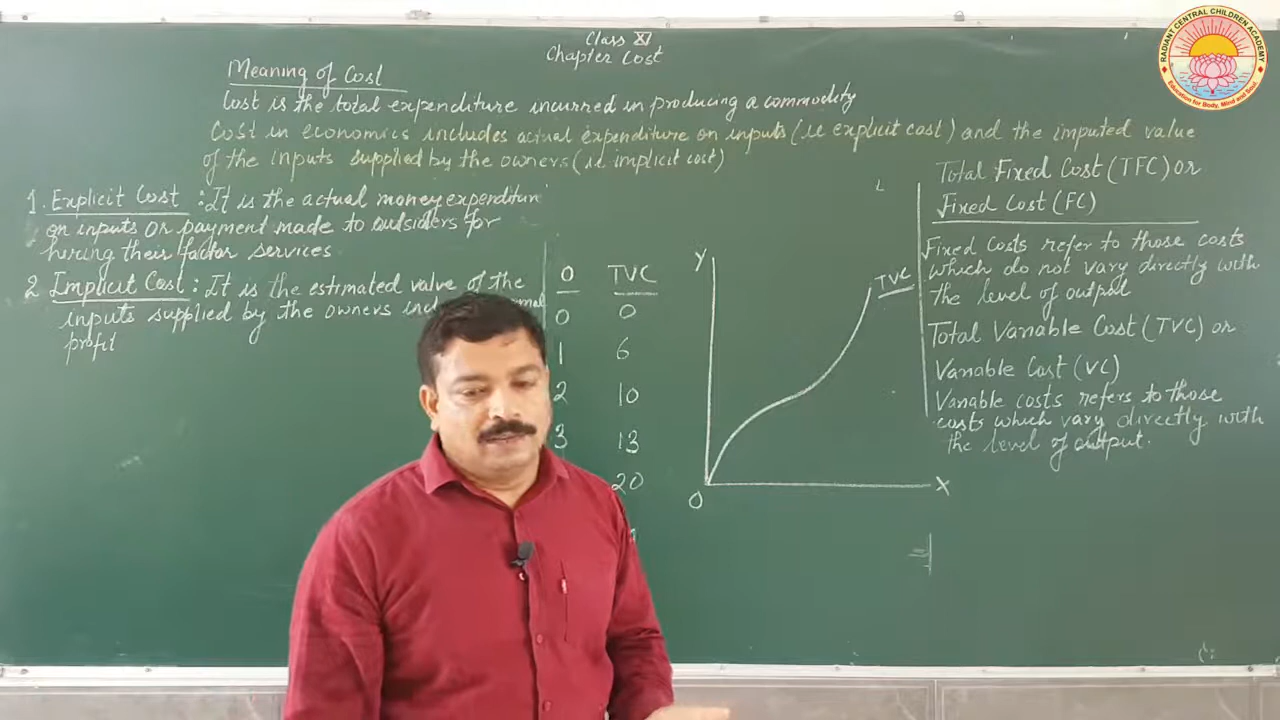 Class XI
Chapter Cost
Meaning of Cost
Cost is the total expenditure incurred in producing a commodity
Cost in economics includes actual expenditure on inputs (i.e explicit cost) and the imputed value
of the inputs supplied by the owners (i.e. implicit cost)
1. Explicit Cost : It is the actual money expenditure
on inputs or payment made to outsiders for
hiring their factor services
2 Implicit Cost : It is the estimated value of the
inputs supplied by the owners
profit
O TVC
0 0
1 6
2 10
3 13
20
Y
TVC
O
X
Total Fixed Cost (TFC) or
Fixed Cost (FC)
Fixed costs refer to those costs
which do not vary directly with
the level of output
Total Variable Cost (TVC) or
Variable Cost (VC)
Variable costs refers to those
costs which vary directly with
the level of output.
RADIANT CENTRAL CHILDREN ACADEMY
Education for Body, Mind and Soul